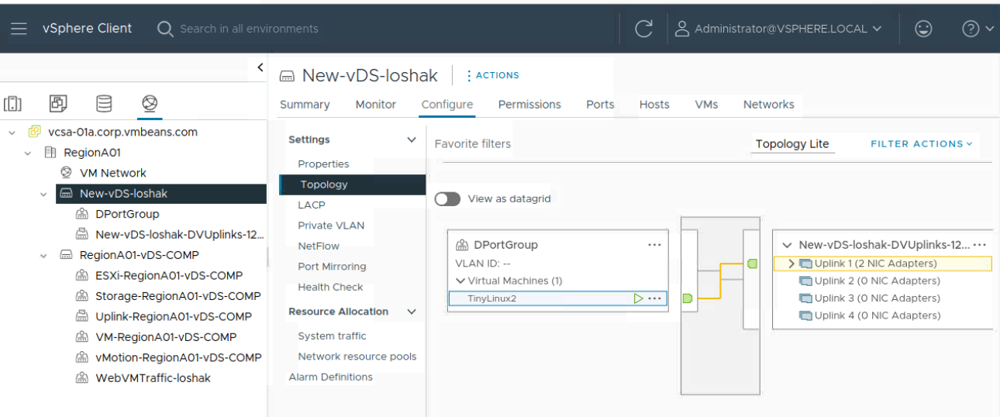 vSphere Client
Search in all environments
Administrator@VSPHERE.LOCAL
New-vDS-loshak
ACTIONS
Summary Monitor Configure Permissions Ports Hosts VMs Networks
vcsa-01a.corp.vmbeans.com
RegionA01
VM Network
New-vDS-loshak
DPortGroup
New-vDS-loshak-DVUplinks-12...
RegionA01-vDS-COMP
ESXi-RegionA01-vDS-COMP
Storage-RegionA01-vDS-COMP
Uplink-RegionA01-vDS-COMP
VM-RegionA01-vDS-COMP
vMotion-RegionA01-vDS-COMP
WebVMTraffic-loshak
Settings
Properties
Topology
LACP
Private VLAN
NetFlow
Port Mirroring
Health Check
Resource Allocation
System traffic
Network resource pools
Alarm Definitions
Favorite filters
Topology Lite
FILTER ACTIONS
View as datagrid
DPortGroup ...
VLAN ID: --
Virtual Machines (1)
TinyLinux2 ...
New-vDS-loshak-DVUplinks-12... ...
Uplink 1 (2 NIC Adapters)
Uplink 2 (0 NIC Adapters)
Uplink 3 (0 NIC Adapters)
Uplink 4 (0 NIC Adapters)